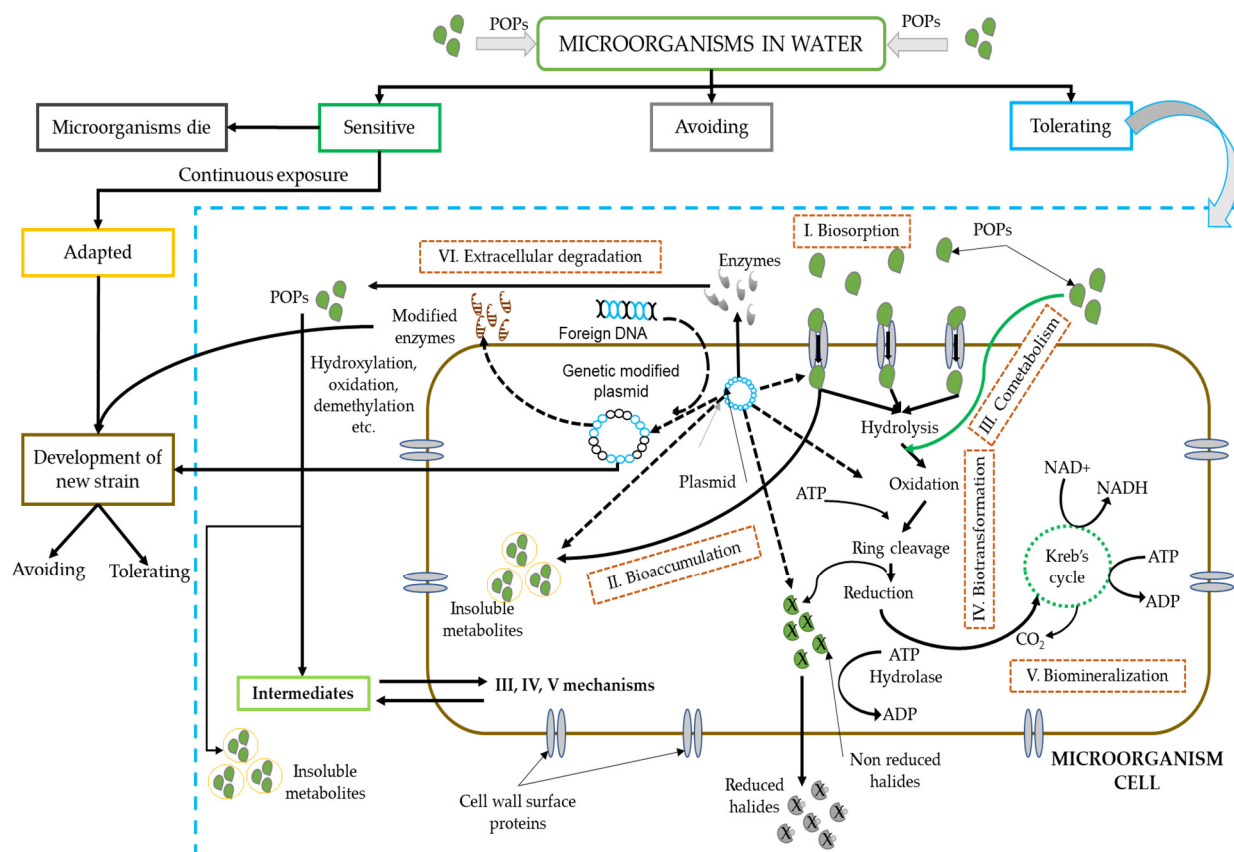 POPs
MICROORGANISMS IN WATER
POPs
Microorganisms die
Sensitive
Avoiding
Tolerating
Continuous exposure
Adapted
I. Biosorption
POPs
VI. Extracellular degradation
Enzymes
POPs
Modified
enzymes
Foreign DNA
Hydroxylation,
oxidation,
demethylation
etc.
Genetic modified
plasmid
III. Cometabolism
Hydrolysis
Development of
new strain
Plasmid
Oxidation
ATP
IV. Biotransformation
NAD+
NADH
Ring cleavage
Kreb's
cycle
ATP
ADP
Avoiding
Tolerating
II. Bioaccumulation
Reduction
Insoluble
metabolites
X
X
X
X
X
X
CO2
ATP
Hydrolase
V. Biomineralization
Intermediates
III, IV, V mechanisms
ADP
Insoluble
metabolites
Cell wall surface
proteins
Non reduced
halides
MICROORGANISM
CELL
Reduced
halides
X
X
X
X
X
X